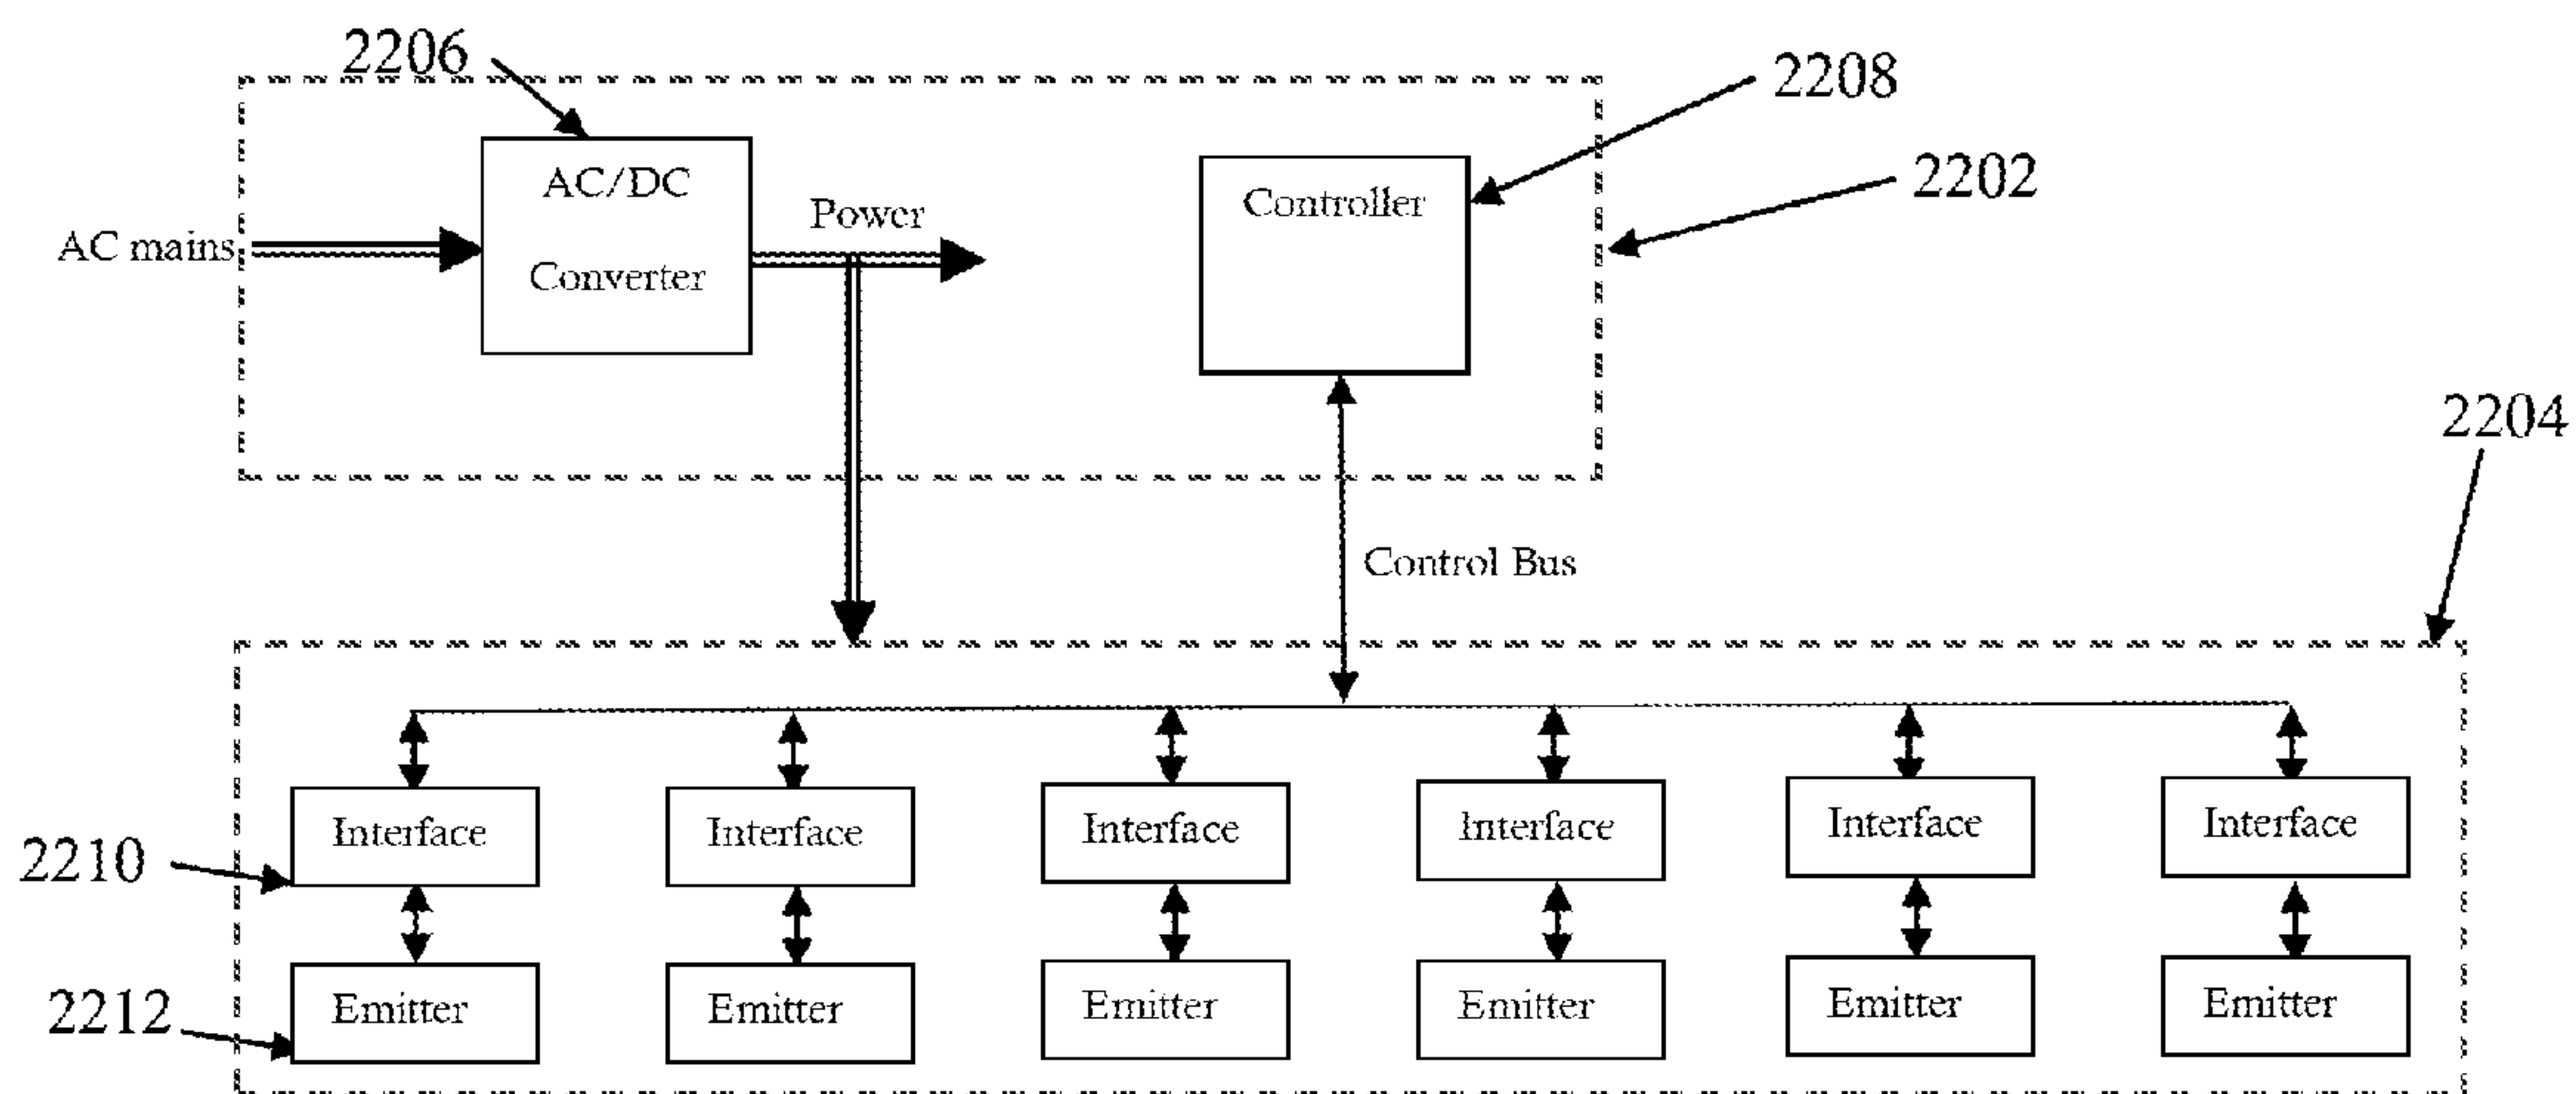 2206
2208
AC/DC
Converter
Power
Controller
2202
AC mains
2204
Control Bus
Interface
Interface
Interface
Interface
Interface
Interface
2210
Emitter
Emitter
Emitter
Emitter
Emitter
Emitter
2212